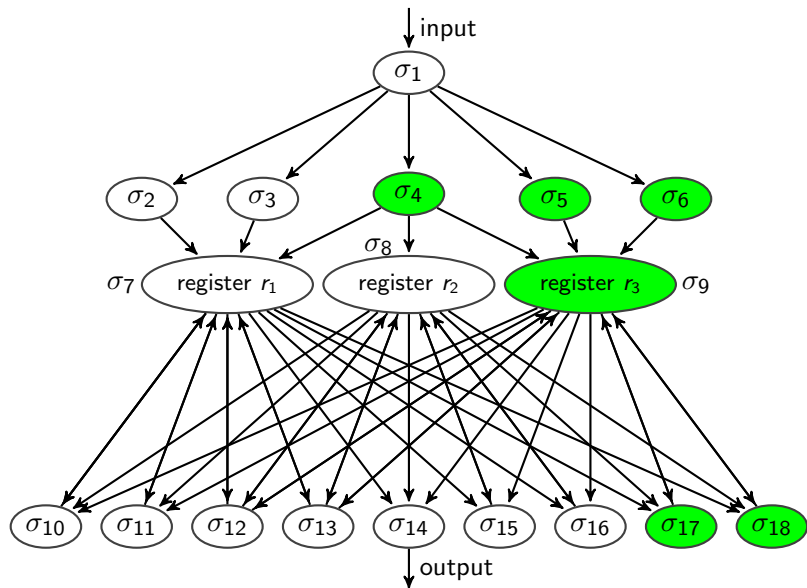 input
σ1
σ2 σ3 σ4 σ5 σ6
σ8
σ7 register r1 register r2 register r3 σ9
σ10 σ11 σ12 σ13 σ14 σ15 σ16 σ17 σ18
output